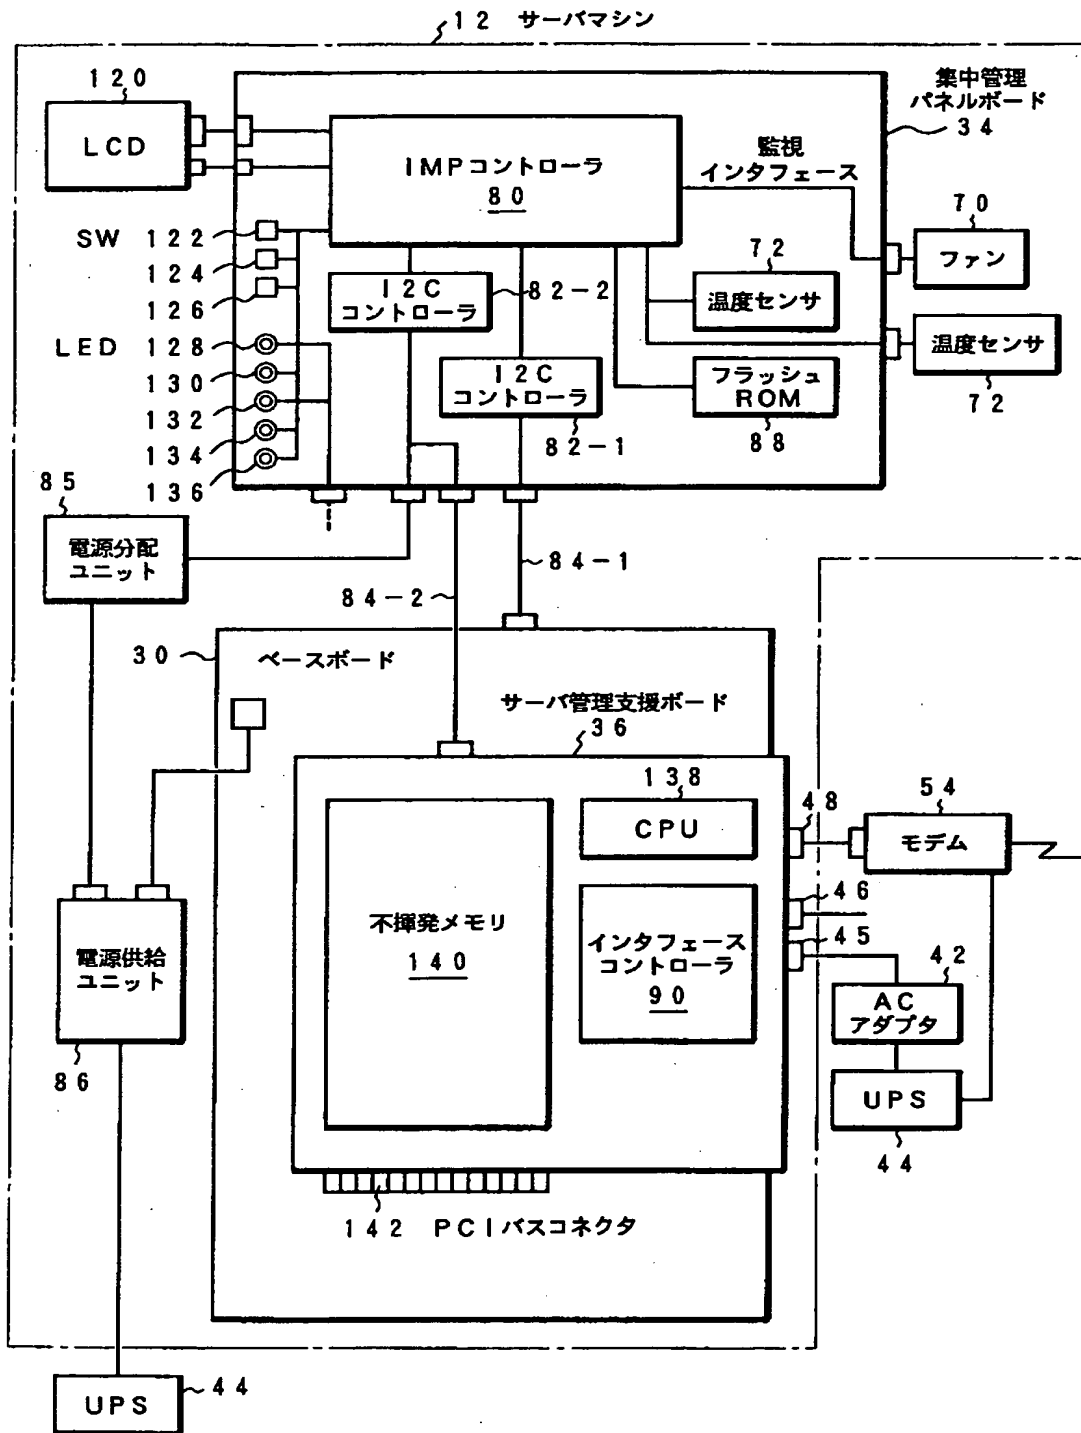 12 サーバマシン
120
LCD
集中管理
パネルボード
34
IMPコントローラ
80
監視
インタフェース
SW 122
124
126
LED 128
130
132
134
136
I2C
コントローラ
82-2
I2C
コントローラ
82-1
72
温度センサ
フラッシュ
ROM
88
70
ファン
温度センサ
72
85
電源分配
ユニット
84-1
84-2
30
ベースボード
サーバ管理支援ボード
36
138
CPU
48
54
モデム
46
45
不揮発メモリ
140
インタフェース
コントローラ
90
42
AC
アダプタ
UPS
44
電源供給
ユニット
86
142 PCIバスコネクタ
UPS
44